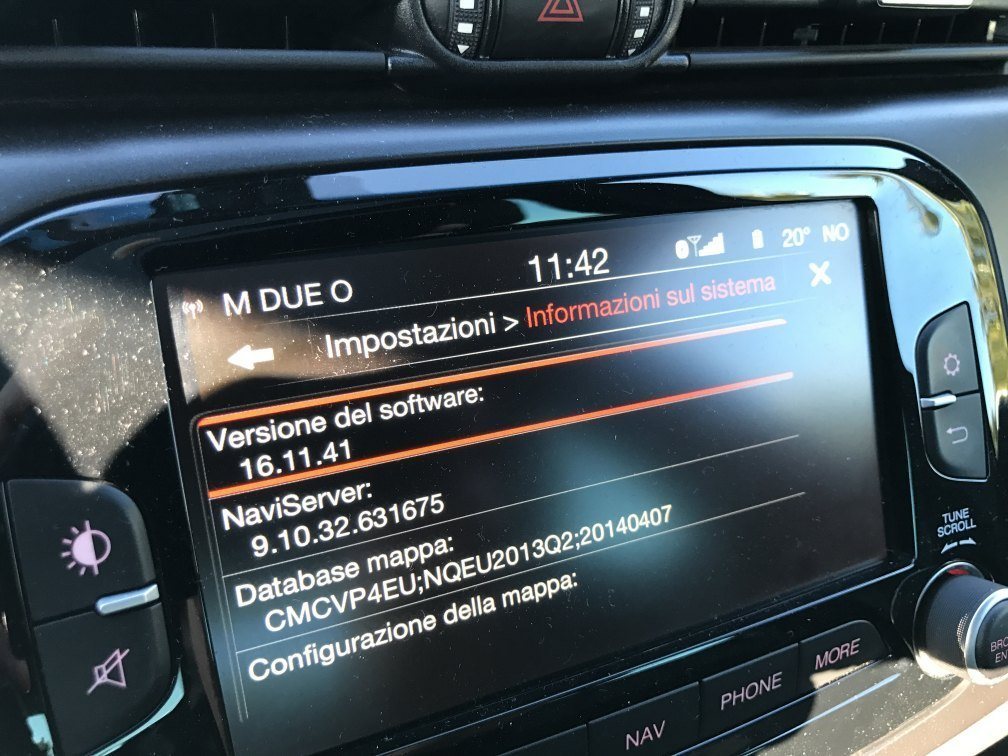 M DUE O
11:42
20° NO
Impostazioni > Informazioni sul sistema
Versione del software:
16.11.41
NaviServer:
9.10.32.631675
Database mappa:
CMCVP4EU;NQEU2013Q2;20140407
Configurazione della mappa:
TUNE
SCROLL
NAV
PHONE
MORE